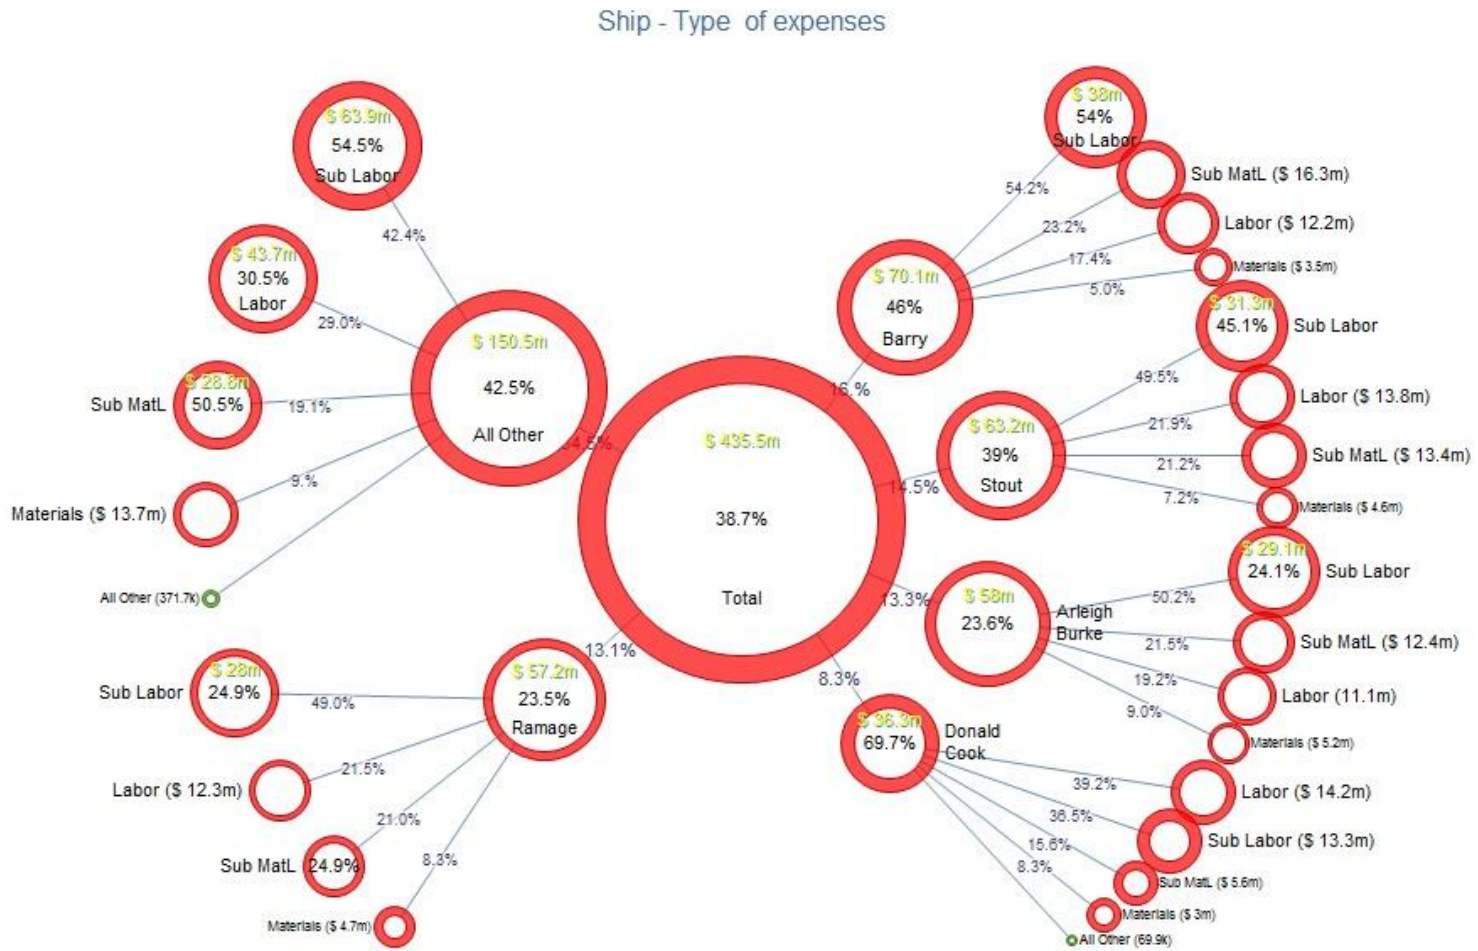 Ship - Type of expenses
$ 63.9m
54.5%
Sub Labor
42.4%
$ 43.7m
30.5%
Labor
29.0%
$ 150.5m
42.5%
All Other
34.5%
$ 28.8m
Sub MatL 50.5%
19.1%
Materials ($ 13.7m)
9.%
All Other (371.7k)
$ 435.5m
38.7%
Total
13.1%
$ 57.2m
23.5%
Ramage
$ 28m
Sub Labor 24.9%
49.0%
Labor ($ 12.3m)
21.5%
Sub MatL 24.9%
21.0%
Materials ($ 4.7m)
8.3%
16.%
$ 70.1m
46%
Barry
54.2%
$ 38m
54%
Sub Labor
23.2%
Sub MatL ($ 16.3m)
17.4%
Labor ($ 12.2m)
5.0%
Materials ($ 3.5m)
14.5%
$ 63.2m
39%
Stout
49.5%
$ 31.3m
45.1% Sub Labor
21.9%
Labor ($ 13.8m)
21.2%
Sub MatL ($ 13.4m)
7.2%
Materials ($ 4.6m)
13.3%
$ 58m
23.6%
Arleigh
Burke
50.2%
$ 29.1m
24.1% Sub Labor
21.5%
Sub MatL ($ 12.4m)
19.2%
Labor (11.1m)
9.0%
Materials ($ 5.2m)
8.3%
$ 36.3m
69.7%
Donald
Cook
39.2%
Labor ($ 14.2m)
36.5%
Sub Labor ($ 13.3m)
15.6%
Sub MatL ($ 5.6m)
8.3%
Materials ($ 3m)
All Other (69.9k)